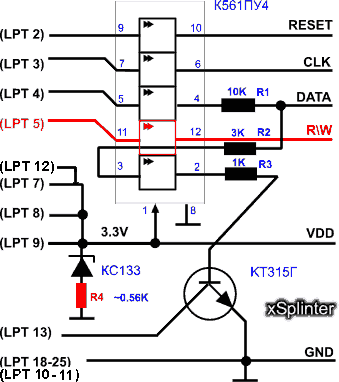 К561ПУ4
(LPT 2) 9 10 RESET
(LPT 3) 7 6 CLK
(LPT 4) 5 4 10K R1 DATA
(LPT 5) 11 12 3K R2 R\W
3 2 1K R3
(LPT 12)
(LPT 7)
(LPT 8) 1 8
(LPT 9) 3.3V VDD
КС133 КТ315Г
R4 ~0.56K xSplinter
(LPT 13)
(LPT 18-25) GND
(LPT 10-11)